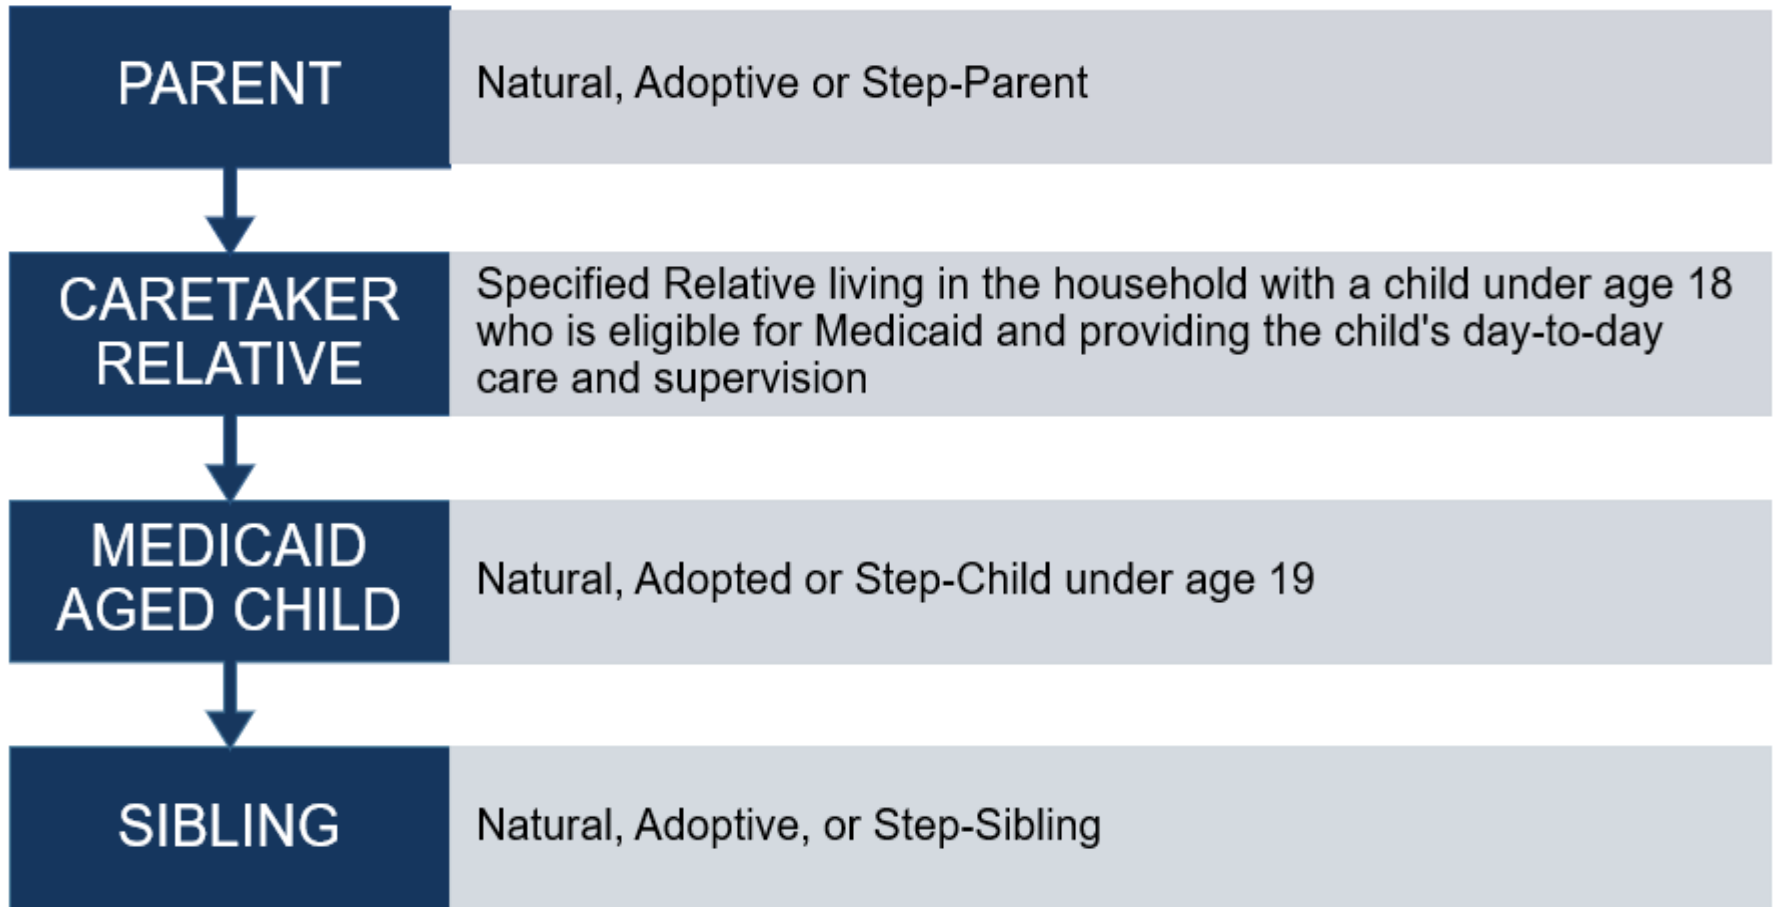 PARENT
Natural, Adoptive or Step-Parent
CARETAKER
RELATIVE
Specified Relative living in the household with a child under age 18
who is eligible for Medicaid and providing the child's day-to-day
care and supervision
MEDICAID
AGED CHILD
Natural, Adopted or Step-Child under age 19
SIBLING
Natural, Adoptive, or Step-Sibling